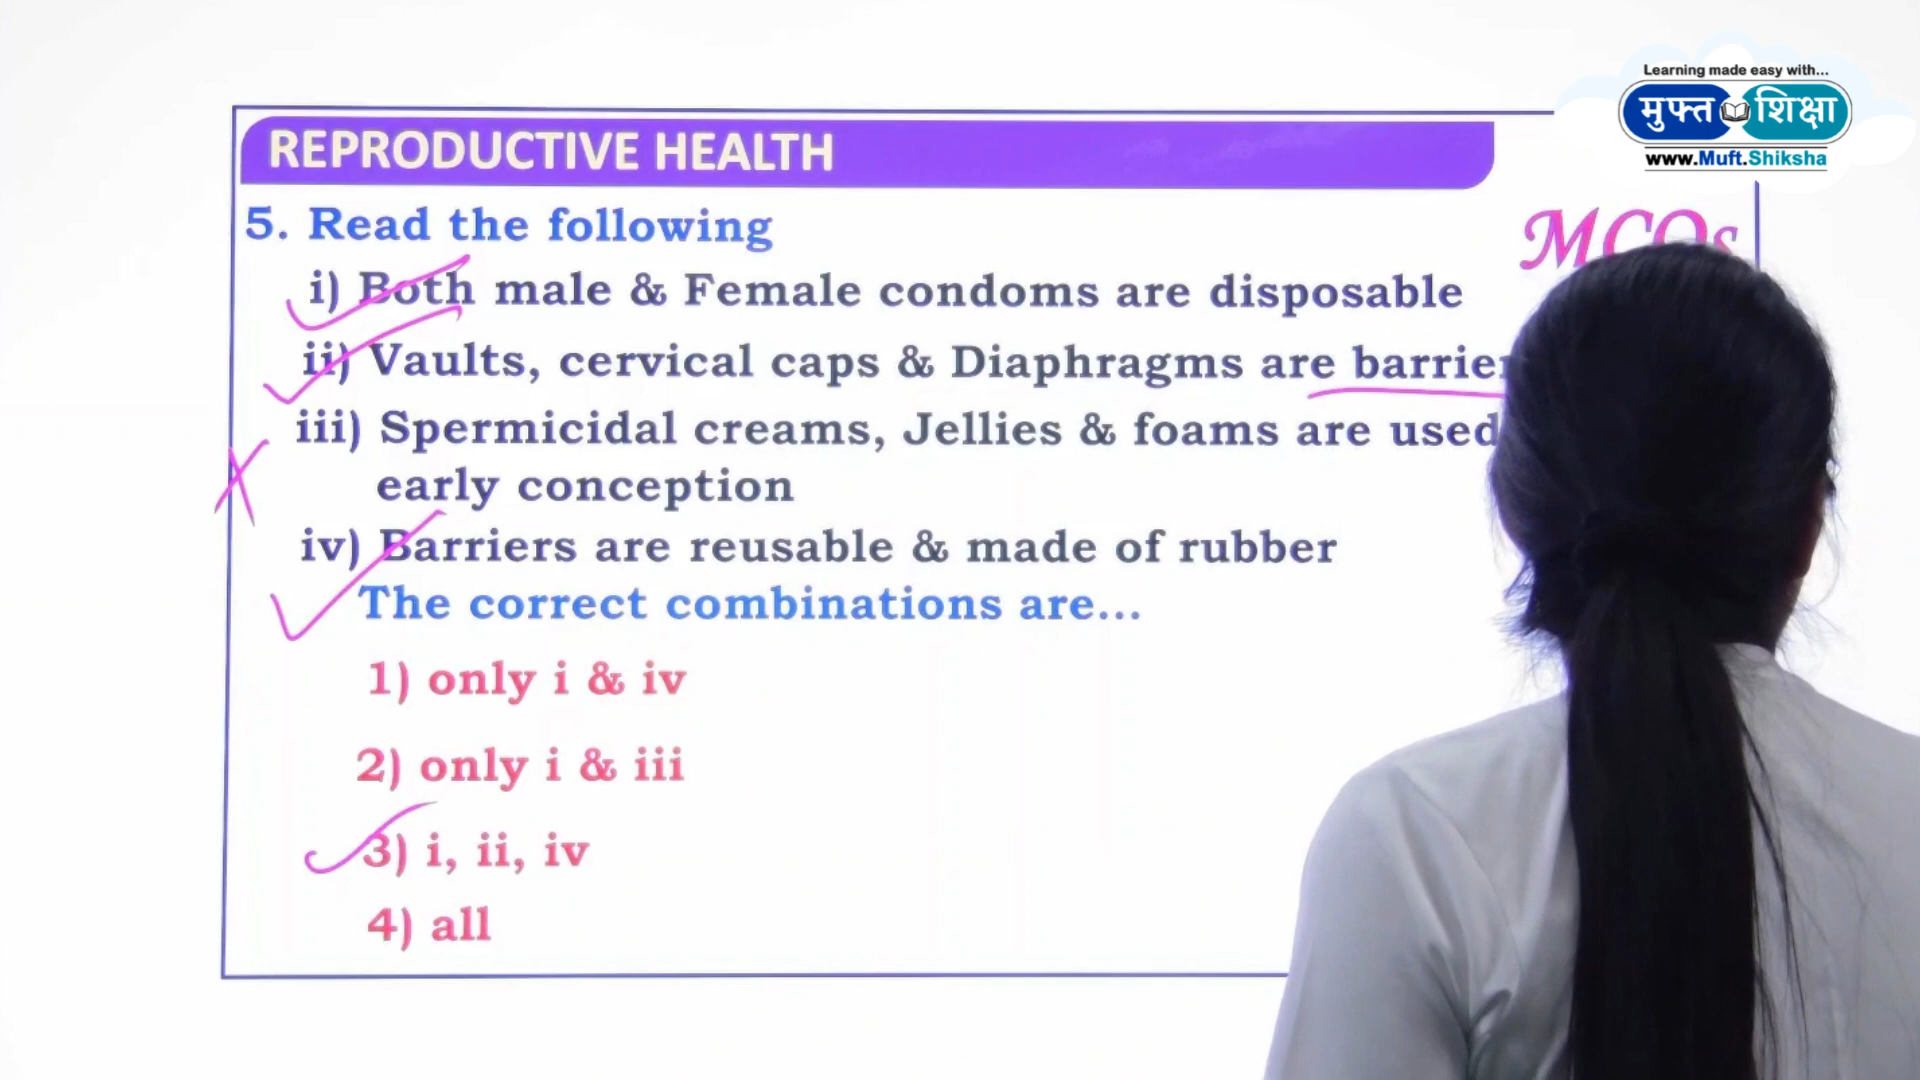 Learning made easy with...
मुफ्त शिक्षा
www.Muft.Shiksha
REPRODUCTIVE HEALTH
MCQs
5. Read the following
i) Both male & Female condoms are disposable
ii) Vaults, cervical caps & Diaphragms are
iii) Spermicidal creams, Jellies & foams are used
early conception
iv) Barriers are reusable & made of rubber
The correct combinations are...
1) only i & iv
2) only i & iii
3) i, ii, iv
4) all